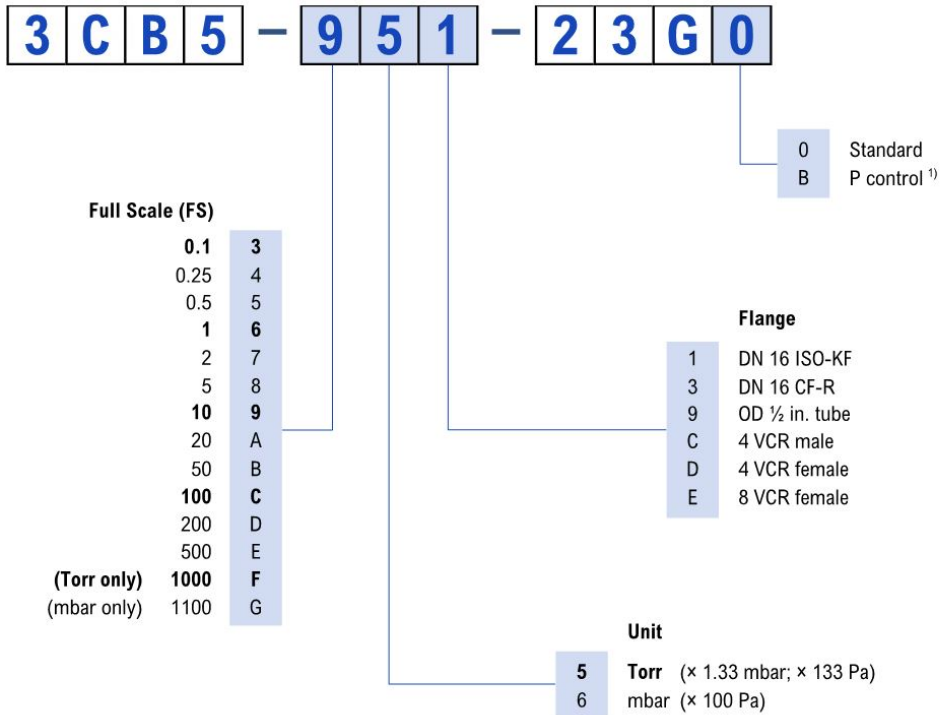 3CB5 – 951 – 23G0
0 Standard
B P control ¹⁾
Full Scale (FS)
0.1 3
0.25 4
0.5 5
1 6
2 7
5 8
10 9
20 A
50 B
100 C
200 D
500 E
(Torr only) 1000 F
(mbar only) 1100 G
Flange
1 DN 16 ISO-KF
3 DN 16 CF-R
9 OD ½ in. tube
C 4 VCR male
D 4 VCR female
E 8 VCR female
Unit
5 Torr (× 1.33 mbar; × 133 Pa)
6 mbar (× 100 Pa)